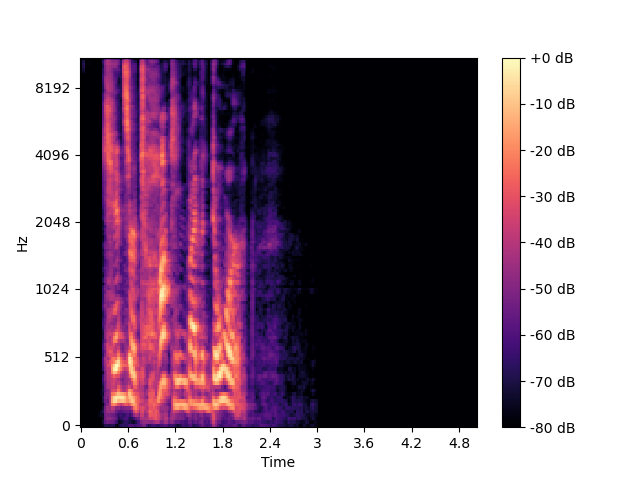 +0 dB
8192
-10 dB
4096
-20 dB
-30 dB
2048
Hz
-40 dB
1024
-50 dB
-60 dB
512
-70 dB
0
-80 dB
0 0.6 1.2 1.8 2.4 3 3.6 4.2 4.8
Time